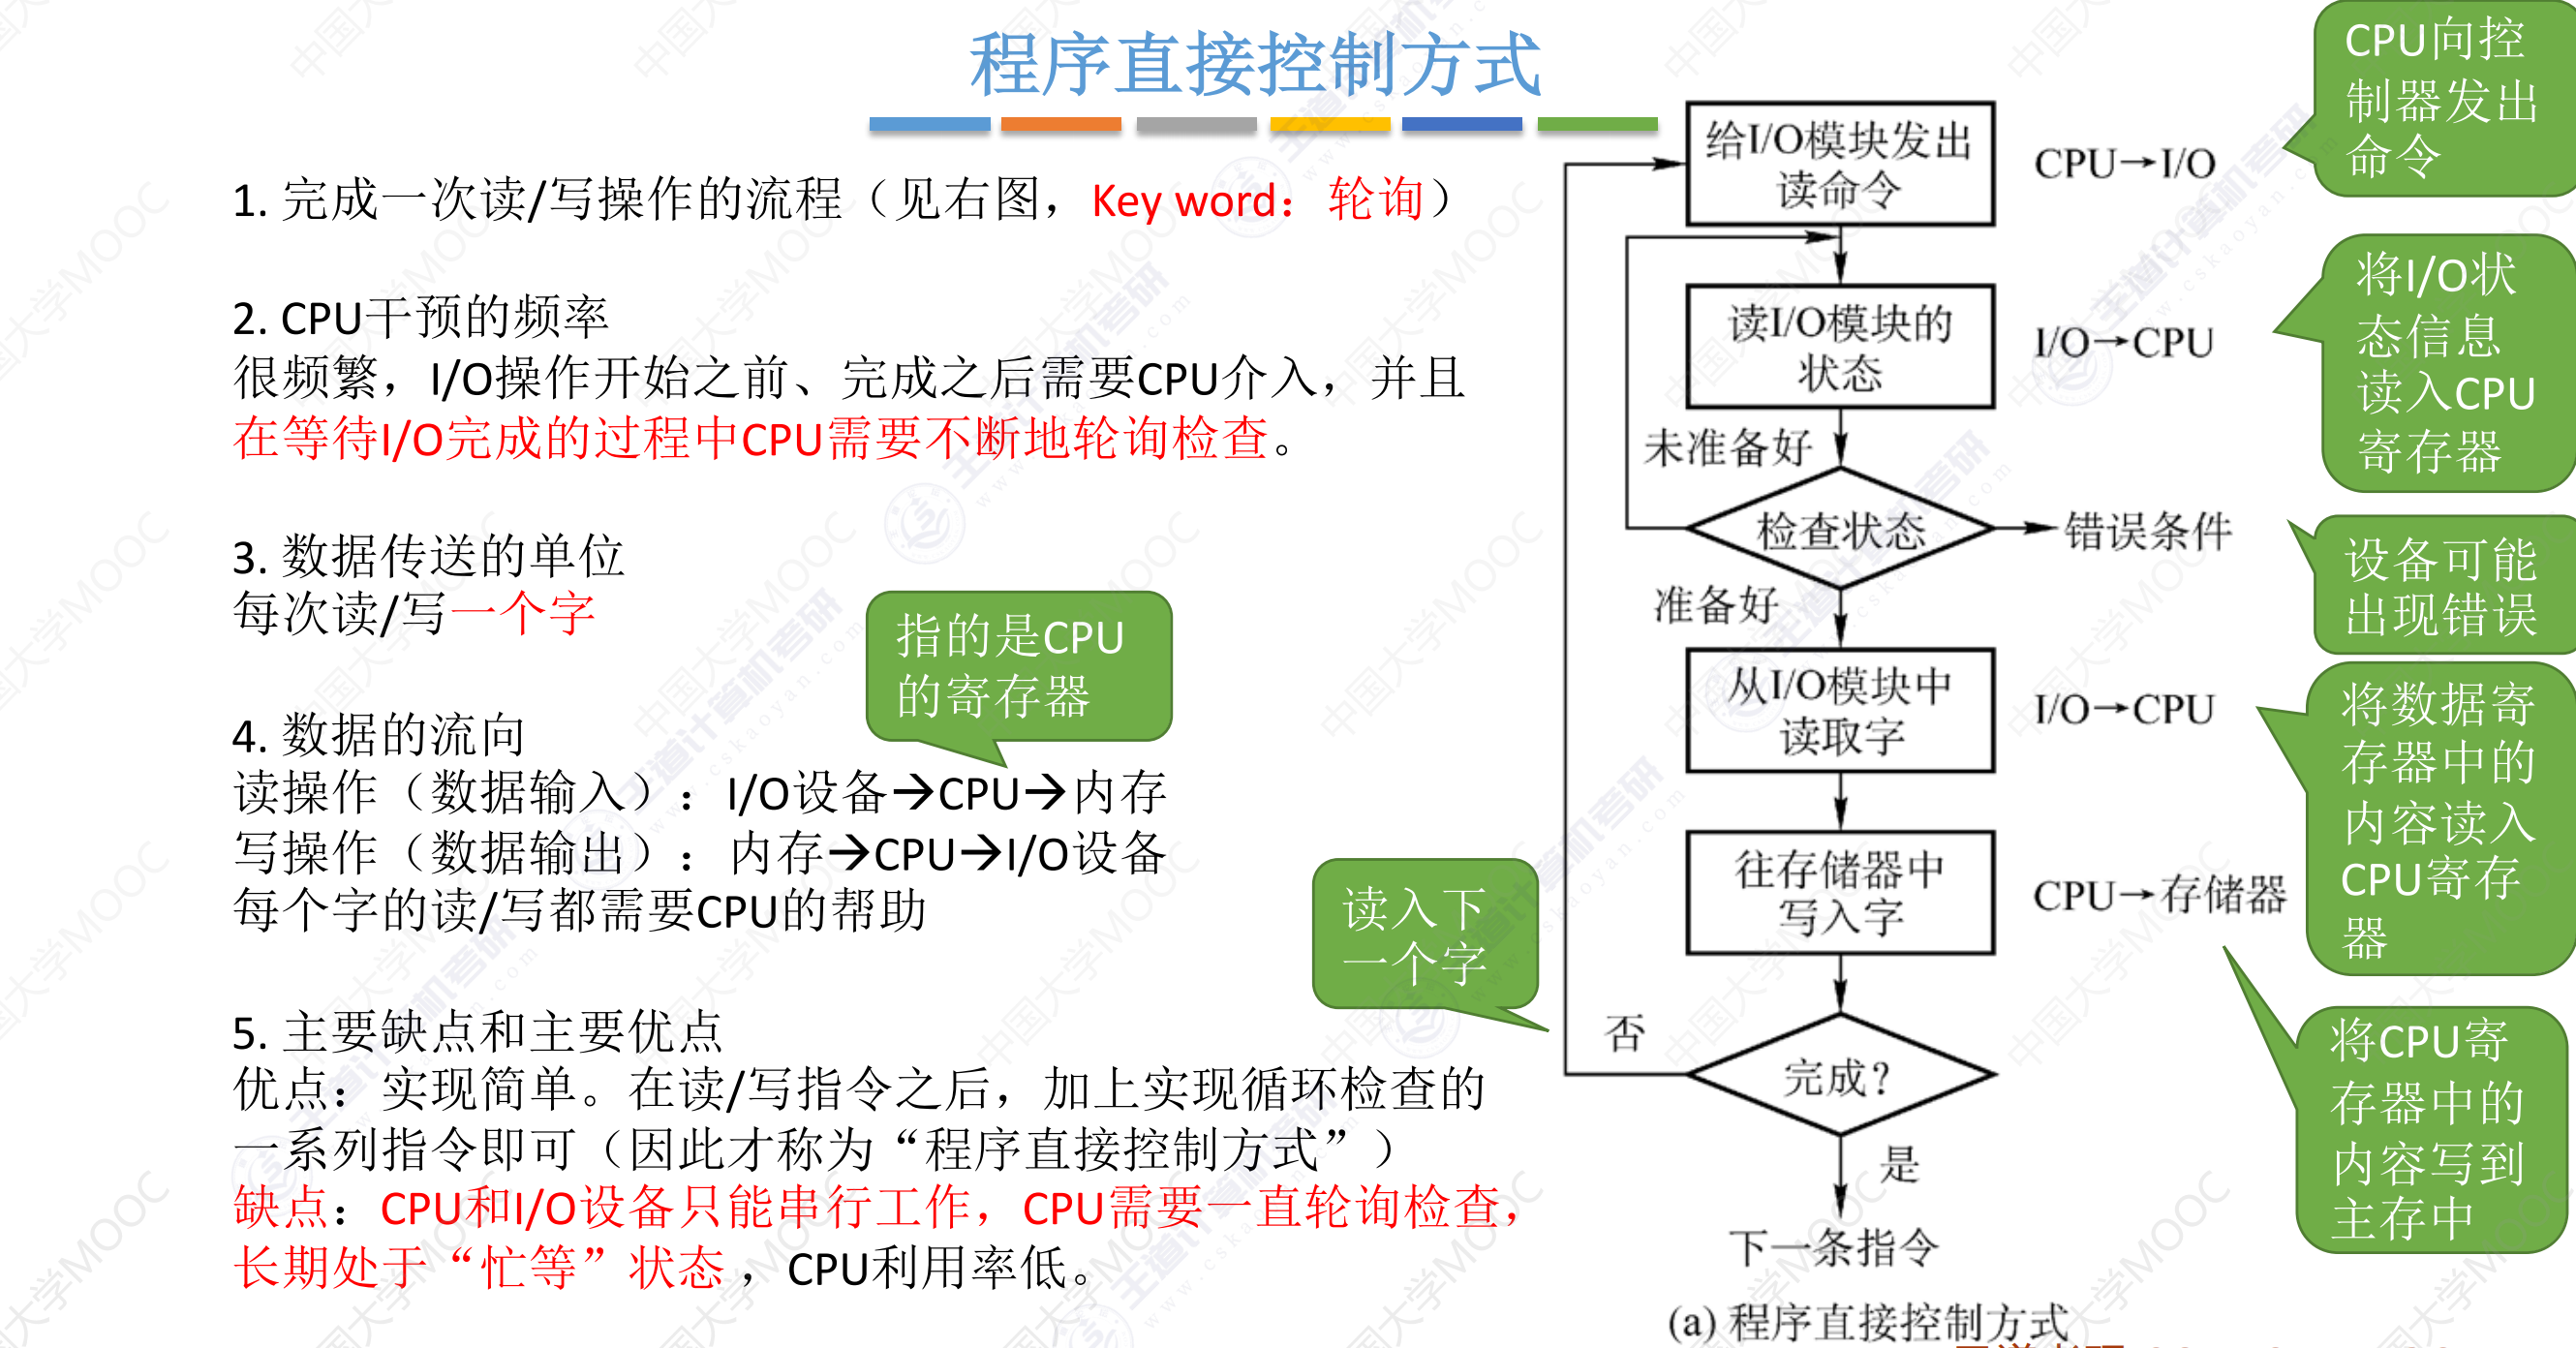 程序直接控制方式
1. 完成一次读/写操作的流程（见右图，Key word：轮询）
2. CPU干预的频率
很频繁，I/O操作开始之前、完成之后需要CPU介入，并且
在等待I/O完成的过程中CPU需要不断地轮询检查。
3. 数据传送的单位
每次读/写一个字
指的是CPU
的寄存器
4. 数据的流向
读操作（数据输入）：I/O设备→CPU→内存
写操作（数据输出）：内存→CPU→I/O设备
每个字的读/写都需要CPU的帮助
5. 主要缺点和主要优点
优点：实现简单。在读/写指令之后，加上实现循环检查的
一系列指令即可（因此才称为“程序直接控制方式”）
缺点：CPU和I/O设备只能串行工作，CPU需要一直轮询检查，
长期处于“忙等”状态，CPU利用率低。
给I/O模块发出
读命令
CPU→I/O
CPU向控
制器发出
命令
读I/O模块的
状态
I/O→CPU
将I/O状
态信息
读入CPU
寄存器
未准备好
检查状态
错误条件
设备可能
出现错误
准备好
从I/O模块中
读取字
I/O→CPU
将数据寄
存器中的
内容读入
CPU寄存
器
往存储器中
写入字
CPU→存储器
将CPU寄
存器中的
内容写到
主存中
读入下
一个字
否
完成？
是
下一条指令
(a) 程序直接控制方式
中国大学MOOC
王道计算机考研
www.cskaoyan.com